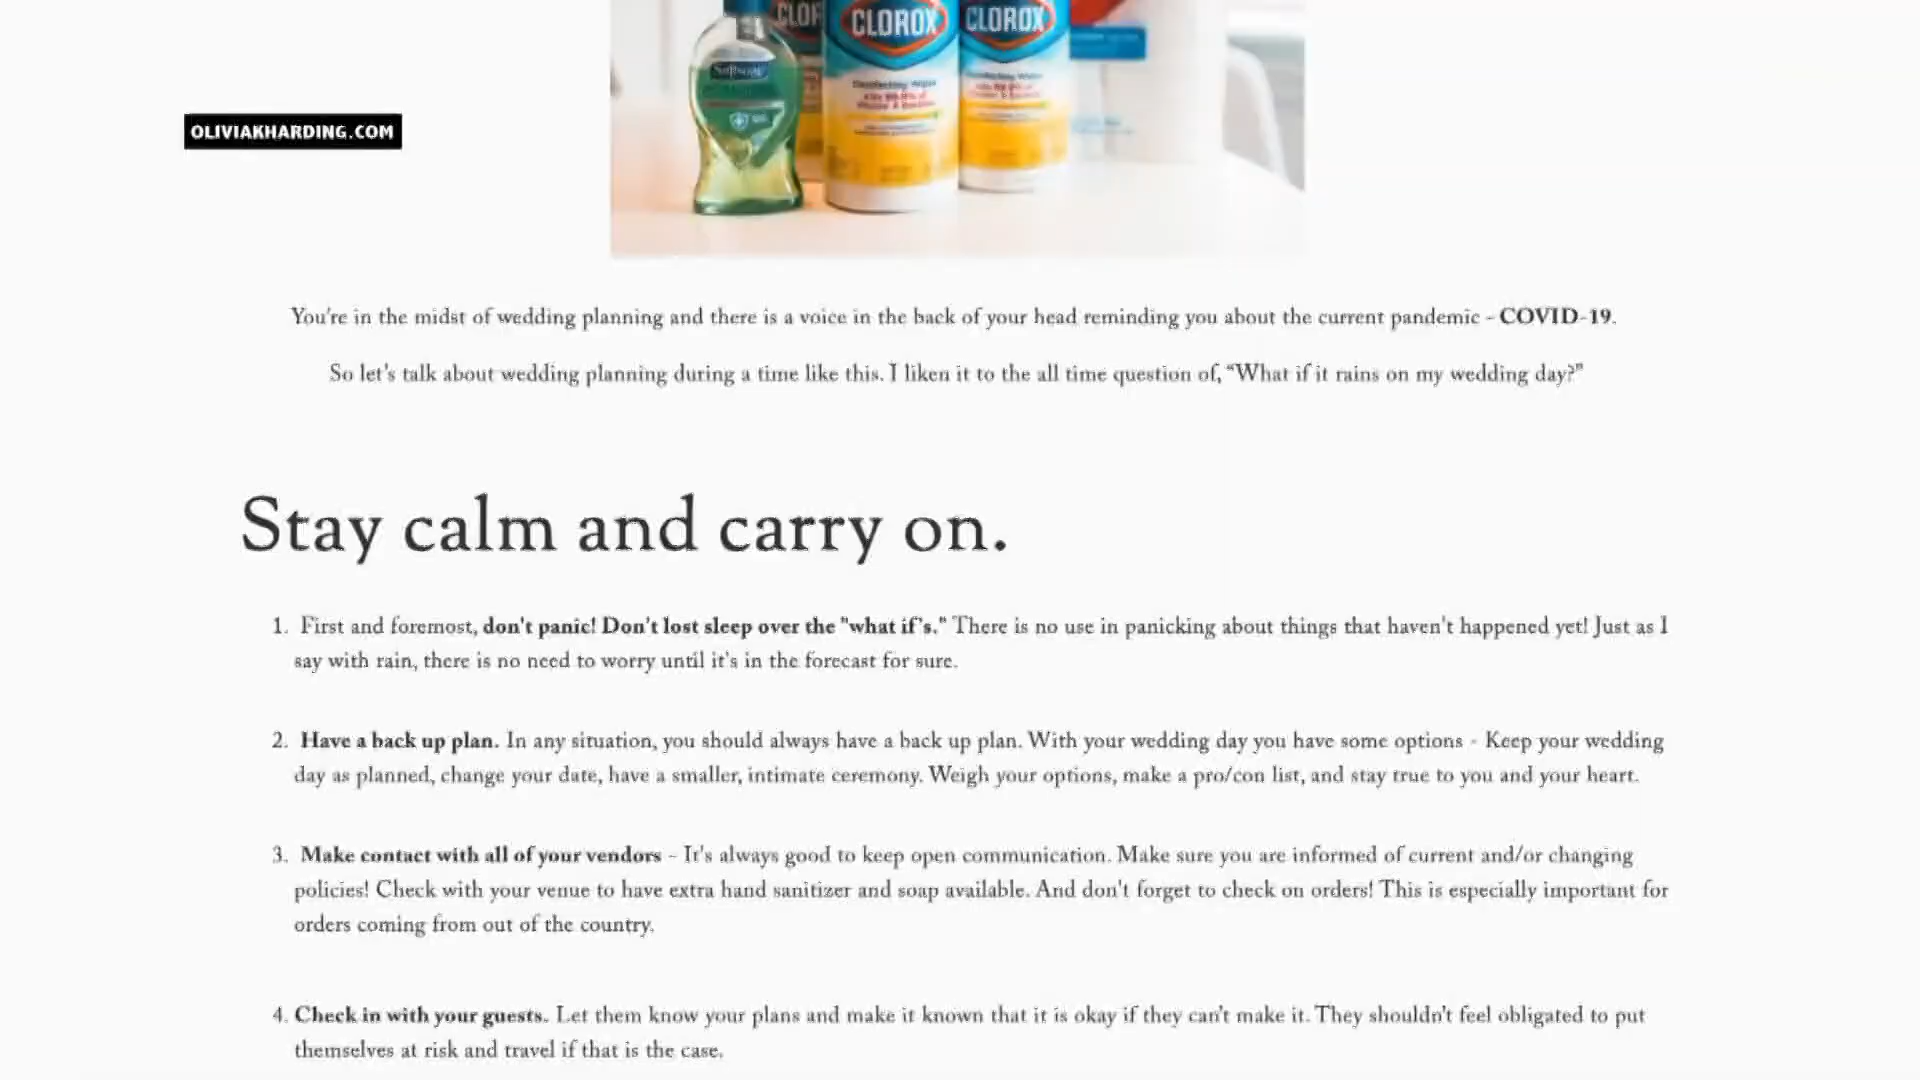 CLOROX
CLOROX
Softsoap
OLIVIAKHARDING.COM
You're in the midst of wedding planning and there is a voice in the back of your head reminding you about the current pandemic - COVID-19.
So let's talk about wedding planning during a time like this. I liken it to the all time question of, “What if it rains on my wedding day?”
Stay calm and carry on.
1. First and foremost, don't panic! Don't lost sleep over the "what if's." There is no use in panicking about things that haven't happened yet! Just as I
say with rain, there is no need to worry until it's in the forecast for sure.
2. Have a back up plan. In any situation, you should always have a back up plan. With your wedding day you have some options - Keep your wedding
day as planned, change your date, have a smaller, intimate ceremony. Weigh your options, make a pro/con list, and stay true to you and your heart.
3. Make contact with all of your vendors - It's always good to keep open communication. Make sure you are informed of current and/or changing
policies! Check with your venue to have extra hand sanitizer and soap available. And don't forget to check on orders! This is especially important for
orders coming from out of the country.
4. Check in with your guests. Let them know your plans and make it known that it is okay if they can't make it. They shouldn't feel obligated to put
themselves at risk and travel if that is the case.